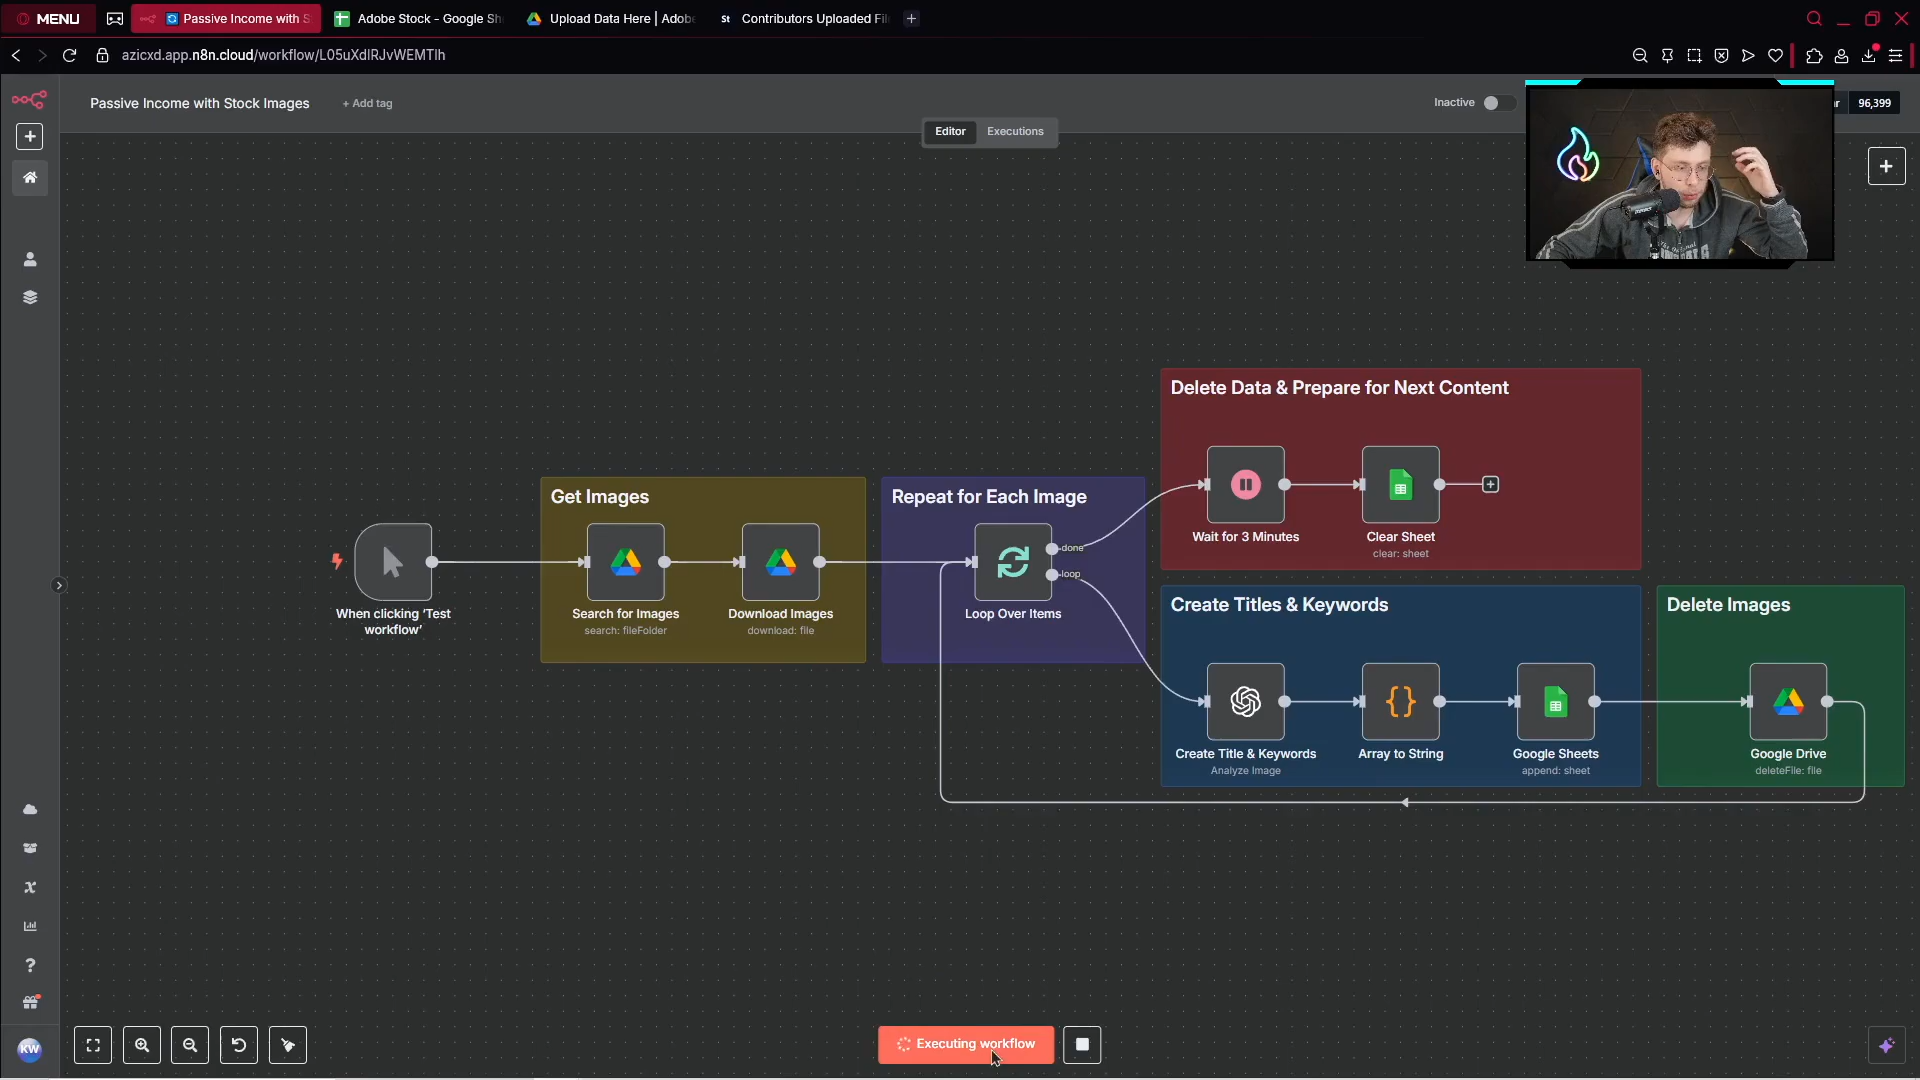 MENU
Passive Income with S
Adobe Stock - Google Sh
Upload Data Here | Adob
St
Contributors Uploaded Fil
azicxd.app.n8n.cloud/workflow/L05uXdIRJvWEMTIh
Passive Income with Stock Images
+ Add tag
Inactive
96,399
Editor
Executions
Delete Data & Prepare for Next Content
Wait for 3 Minutes
Clear Sheet
clear: sheet
Get Images
Repeat for Each Image
done
loop
When clicking ‘Test
workflow’
Search for Images
search: fileFolder
Download Images
download: file
Loop Over Items
Create Titles & Keywords
Delete Images
Create Title & Keywords
Analyze Image
Array to String
Google Sheets
append: sheet
Google Drive
deleteFile: file
KW
Executing workflow